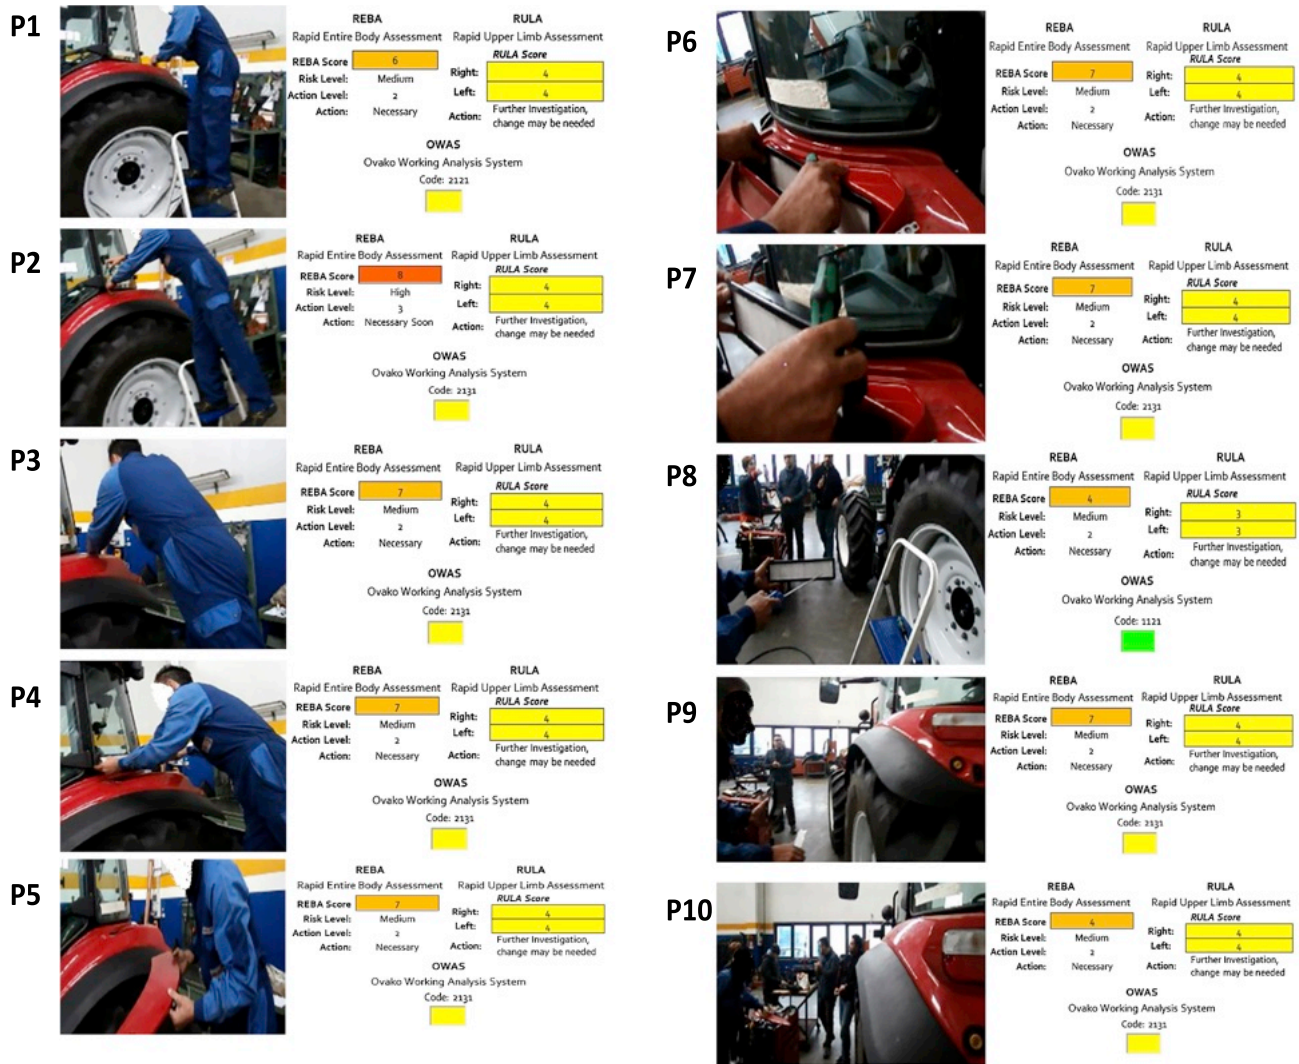 P1
REBA
Rapid Entire Body Assessment
REBA Score 6
Risk Level: Medium
Action Level: 2
Action: Necessary
RULA
Rapid Upper Limb Assessment
RULA Score
Right: 4
Left: 4
Action: Further Investigation,
change may be needed
OWAS
Ovako Working Analysis System
Code: 2121
P2
REBA
Rapid Entire Body Assessment
REBA Score 8
Risk Level: High
Action Level: 3
Action: Necessary Soon
RULA
Rapid Upper Limb Assessment
RULA Score
Right: 4
Left: 4
Action: Further Investigation,
change may be needed
OWAS
Ovako Working Analysis System
Code: 2131
P3
REBA
Rapid Entire Body Assessment
REBA Score 7
Risk Level: Medium
Action Level: 2
Action: Necessary
RULA
Rapid Upper Limb Assessment
RULA Score
Right: 4
Left: 4
Action: Further Investigation,
change may be needed
OWAS
Ovako Working Analysis System
Code: 2131
P4
REBA
Rapid Entire Body Assessment
REBA Score 7
Risk Level: Medium
Action Level: 2
Action: Necessary
RULA
Rapid Upper Limb Assessment
RULA Score
Right: 4
Left: 4
Action: Further Investigation,
change may be needed
OWAS
Ovako Working Analysis System
Code: 2131
P5
REBA
Rapid Entire Body Assessment
REBA Score 7
Risk Level: Medium
Action Level: 2
Action: Necessary
RULA
Rapid Upper Limb Assessment
RULA Score
Right: 4
Left: 4
Action: Further Investigation,
change may be needed
OWAS
Ovako Working Analysis System
Code: 2131
P6
REBA
Rapid Entire Body Assessment
REBA Score 7
Risk Level: Medium
Action Level: 2
Action: Necessary
RULA
Rapid Upper Limb Assessment
RULA Score
Right: 4
Left: 4
Action: Further Investigation,
change may be needed
OWAS
Ovako Working Analysis System
Code: 2131
P7
REBA
Rapid Entire Body Assessment
REBA Score 7
Risk Level: Medium
Action Level: 2
Action: Necessary
RULA
Rapid Upper Limb Assessment
RULA Score
Right: 4
Left: 4
Action: Further Investigation,
change may be needed
OWAS
Ovako Working Analysis System
Code: 2131
P8
REBA
Rapid Entire Body Assessment
REBA Score 4
Risk Level: Medium
Action Level: 2
Action: Necessary
RULA
Rapid Upper Limb Assessment
RULA Score
Right: 3
Left: 3
Action: Further Investigation,
change may be needed
OWAS
Ovako Working Analysis System
Code: 1121
P9
REBA
Rapid Entire Body Assessment
REBA Score 7
Risk Level: Medium
Action Level: 2
Action: Necessary
RULA
Rapid Upper Limb Assessment
RULA Score
Right: 4
Left: 4
Action: Further Investigation,
change may be needed
OWAS
Ovako Working Analysis System
Code: 2131
P10
REBA
Rapid Entire Body Assessment
REBA Score 4
Risk Level: Medium
Action Level: 2
Action: Necessary
RULA
Rapid Upper Limb Assessment
RULA Score
Right: 4
Left: 4
Action: Further Investigation,
change may be needed
OWAS
Ovako Working Analysis System
Code: 2131